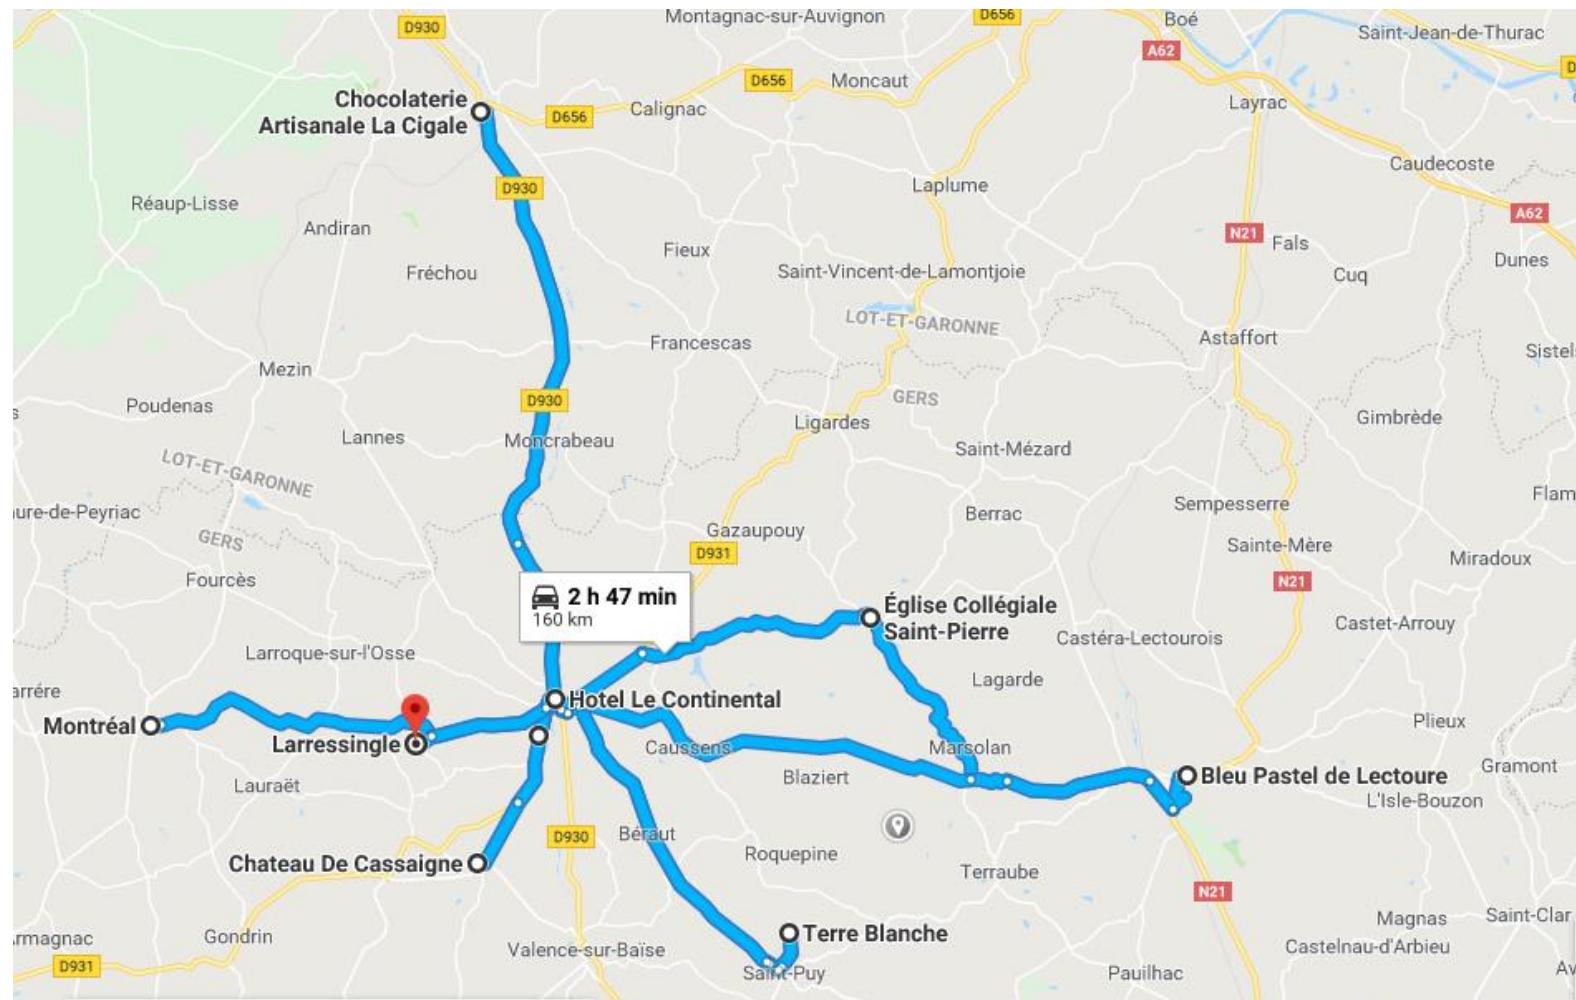 Montagnac-sur-Auvignon
D656
Boé
D930
A62
Saint-Jean-de-Thurac
D656
Moncaut
Chocolaterie
Artisanale La Cigale
D656
Calignac
Layrac
Caudecoste
D930
Laplume
Réaup-Lisse
Andiran
A62
N21
Fals
Fieux
Dunes
Fréchou
Saint-Vincent-de-Lamontjoie
Cuq
LOT-ET-GARONNE
Francescas
Astaffort
Mezin
D930
GERS
Poudenas
Gimbrède
Ligardes
Lannes
Moncrabeau
Saint-Mézard
LOT-ET-GARONNE
Sempesserre
ure-de-Peyriac
Berrac
GERS
Gazaupouy
D931
Sainte-Mère
Miradoux
Fourcès
N21
2 h 47 min
160 km
Église Collégiale
Saint-Pierre
Castéra-Lectourois
Castet-Arrouy
Larroque-sur-l'Osse
Lagarde
Hotel Le Continental
Montréal
Plieux
Larressingle
Caussens
Marsolan
Blaziert
Bleu Pastel de Lectoure
Gramont
Lauraët
L'Isle-Bouzon
D930
Béraut
Roquepine
Chateau De Cassaigne
Terraube
N21
Magnas
Saint-Clar
Gondrin
Terre Blanche
Castelnau-d'Arbieu
rmagnac
Valence-sur-Baïse
D931
Saint-Puy
Pauilhac